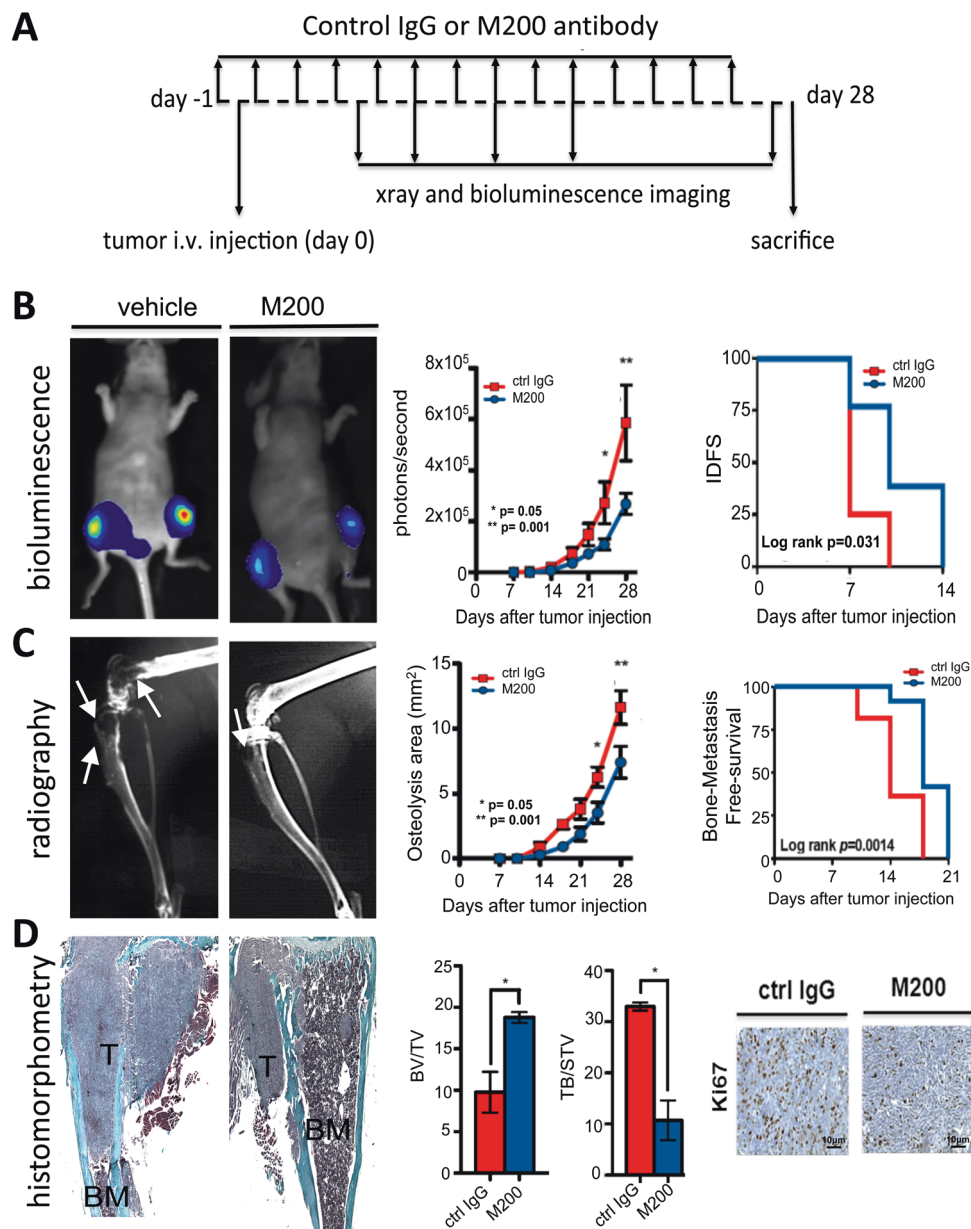 A
Control IgG or M200 antibody
day -1
day 28
xray and bioluminescence imaging
tumor i.v. injection (day 0)
sacrifice
B
vehicle
M200
bioluminescence
photons/second
8x10⁵
6x10⁵
4x10⁵
2x10⁵
0
ctrl IgG
M200
*
**
* p= 0.05
** p= 0.001
0 7 14 21 28
Days after tumor injection
IDFS
100
75
50
25
0
ctrl IgG
M200
Log rank p=0.031
0 7 14
Days after tumor injection
C
radiography
Osteolysis area (mm²)
15
10
5
0
ctrl IgG
M200
*
**
* p= 0.05
** p= 0.001
0 7 14 21 28
Days after tumor injection
Bone-Metastasis
Free-survival
100
75
50
25
0
ctrl IgG
M200
Log rank p=0.0014
0 7 14 21
Days after tumor injection
D
histomorphometry
T
BM
T
BM
BV/TV
25
20
15
10
5
0
*
ctrl IgG
M200
TB/STV
40
30
20
10
0
*
ctrl IgG
M200
ctrl IgG
M200
Ki67
10µm
10µm